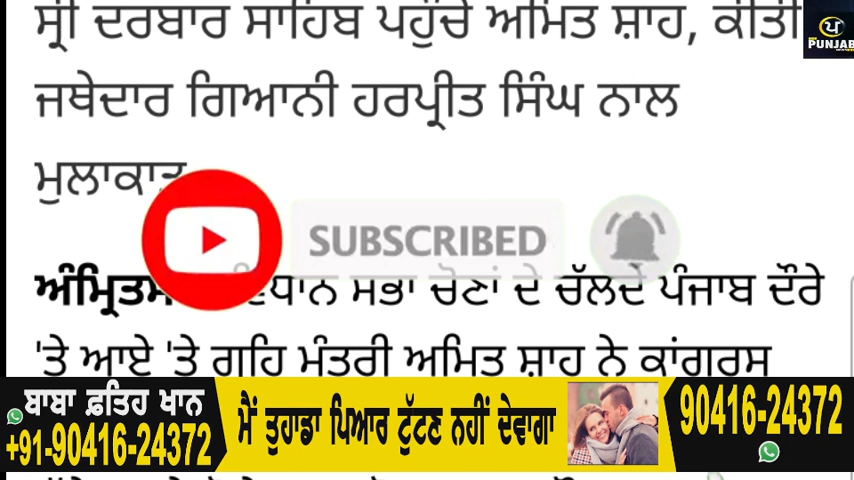 ਸ੍ਰੀ ਦਰਬਾਰ ਸਾਹਿਬ ਪਹੁੰਚੇ ਅਮਿਤ ਸ਼ਾਹ, ਕੀਤੀ
PUNJAB
ਜਥੇਦਾਰ ਗਿਆਨੀ ਹਰਪ੍ਰੀਤ ਸਿੰਘ ਨਾਲ
SUBSCRIBED
ਚੋਣਾਂ ਦੇ ਚੱਲਦੇ ਪੰਜਾਬ ਦੌਰੇ
'ਤੇ ਆਏ 'ਤੇ ਗ੍ਰਹਿ ਮੰਤਰੀ ਅਮਿਤ ਸ਼ਾਹ ਨੇ ਕਾਂਗਰਸ
ਬਾਬਾ ਫ਼ਤਿਹ ਖਾਨ
+91-90416-24372
ਮੈਂ ਤੁਹਾਡਾ ਪਿਆਰ ਟੁੱਟਣ ਨਹੀਂ ਦੇਵਾਗਾ
90416-24372